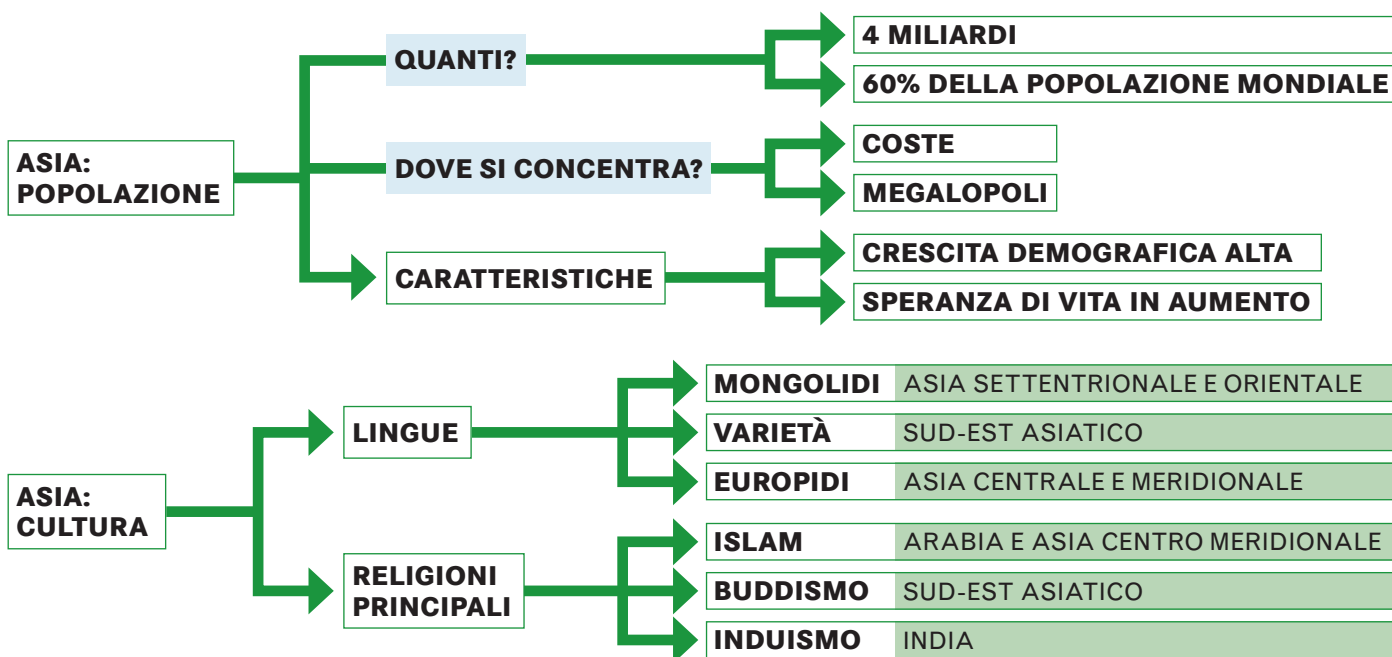 ASIA:
POPOLAZIONE
QUANTI?
4 MILIARDI
60% DELLA POPOLAZIONE MONDIALE
DOVE SI CONCENTRA?
COSTE
MEGALOPOLI
CARATTERISTICHE
CRESCITA DEMOGRAFICA ALTA
SPERANZA DI VITA IN AUMENTO
ASIA:
CULTURA
LINGUE
MONGOLIDI ASIA SETTENTRIONALE E ORIENTALE
VARIETÀ SUD-EST ASIATICO
EUROPIDI ASIA CENTRALE E MERIDIONALE
RELIGIONI
PRINCIPALI
ISLAM ARABIA E ASIA CENTRO MERIDIONALE
BUDDISMO SUD-EST ASIATICO
INDUISMO INDIA